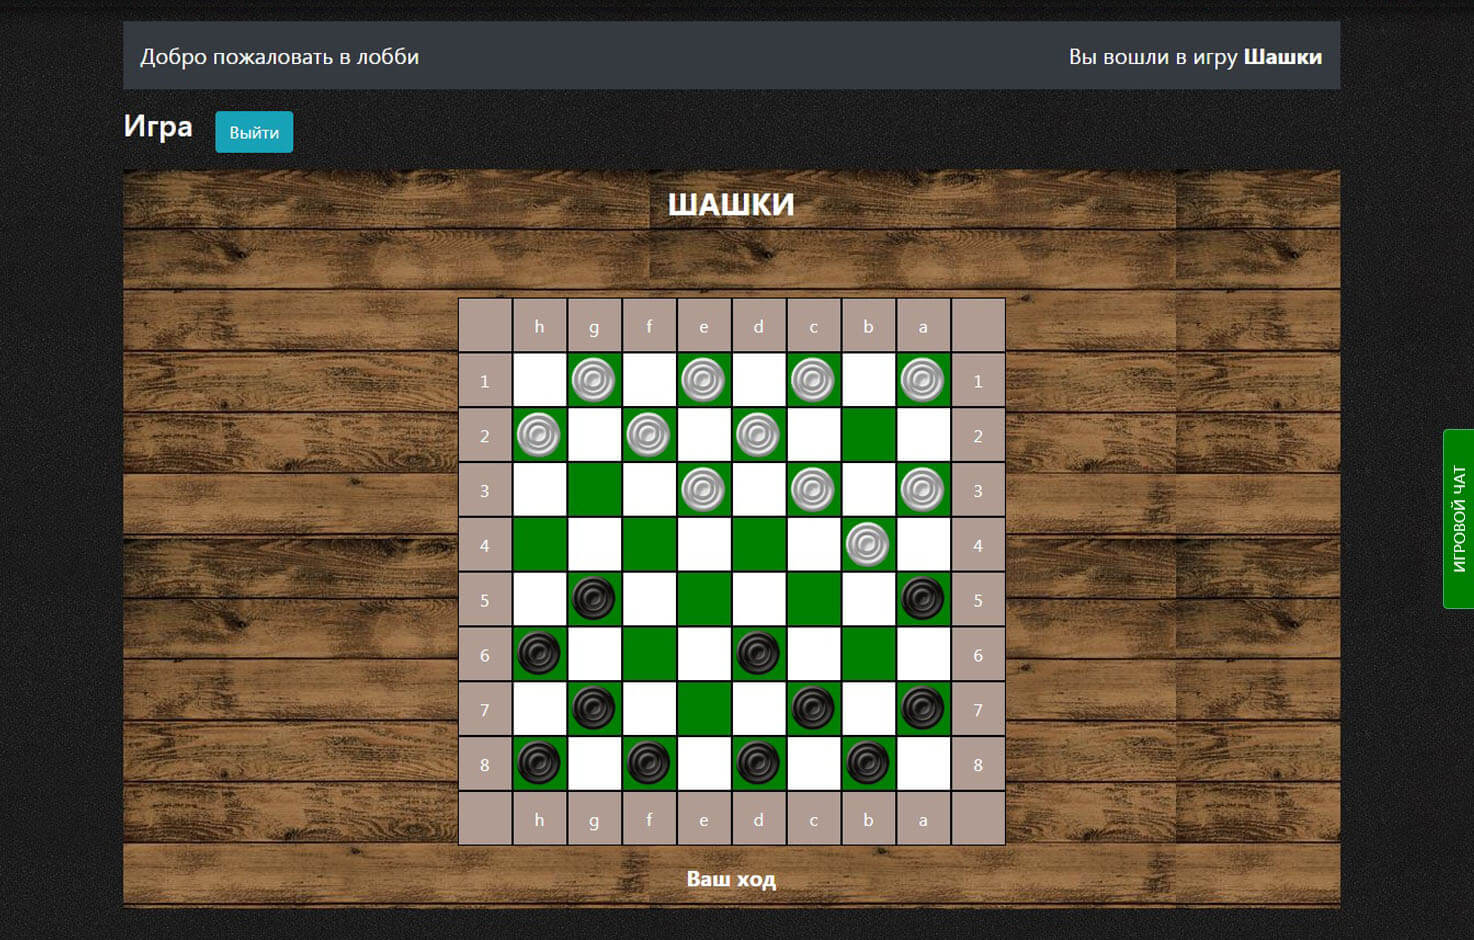 Добро пожаловать в лобби
Вы вошли в игру Шашки
Игра
Выйти
ШАШКИ
h g f e d c b a
1 1
2 2
3 3
4 4
5 5
6 6
7 7
8 8
h g f e d c b a
Ваш ход
ИГРОВОЙ ЧАТ